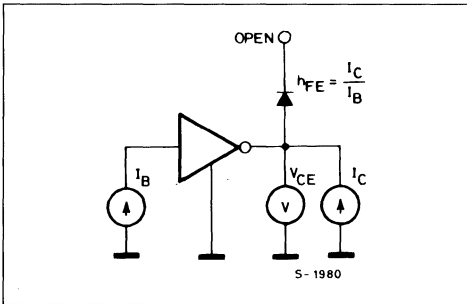 OPEN
hFE = IC
IB
IB
VCE
IC
V
S-1980